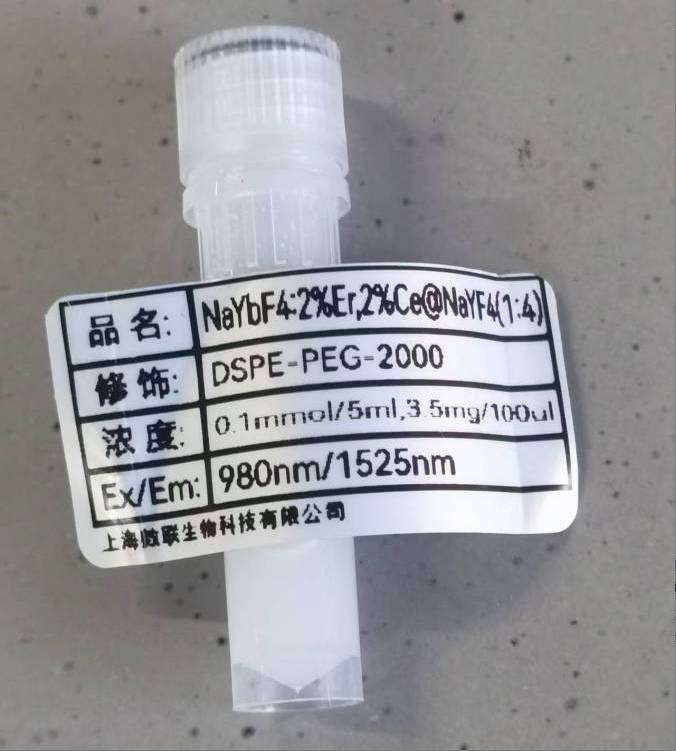 品名: NaYbF4:2%Er,2%Ce@NaYF4(1:4)
修饰: DSPE-PEG-2000
浓度: 0.1mmol/5ml,3.5mg/100ul
Ex/Em: 980nm/1525nm
上海 联生物科技有限公司